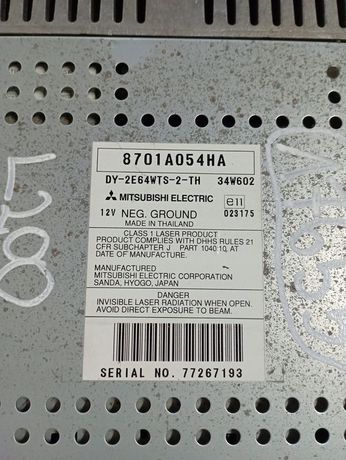 8701A054HA
DY-2E64WTS-2-TH 34W602
MITSUBISHI ELECTRIC e11
12V NEG. GROUND 023175
MADE IN THAILAND
CLASS 1 LASER PRODUCT
PRODUCT COMPLIES WITH DHHS RULES 21
CFR SUBCHAPTER J PART 1040.10, AT
DATE OF MANUFACTURE.
MANUFACTURED
MITSUBISHI ELECTRIC CORPORATION
SANDA, HYOGO, JAPAN
DANGER
INVISIBLE LASER RADIATION WHEN OPEN.
AVOID DIRECT EXPOSURE TO BEAM.
SERIAL NO. 77267193
L200